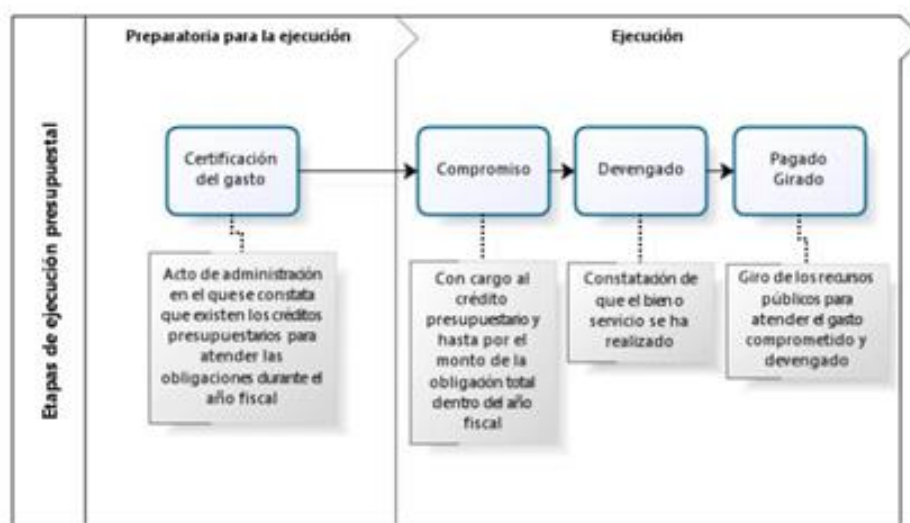 Preparatoria para la ejecución
Ejecución
Etapas de ejecución presupuestal
Certificación
del gasto
Compromiso
Devengado
Pagado
Girado
Acto de administración
en el que se constata
que existen los créditos
presupuestarios para
atender las
obligaciones durante el
año fiscal
Con cargo al
crédito
presupuestario y
hasta por el
monto de la
obligación total
dentro del año
fiscal
Constatación de
que el bien o
servicio se ha
realizado
Giro de los recursos
públicos para
atender el gasto
comprometido y
devengado